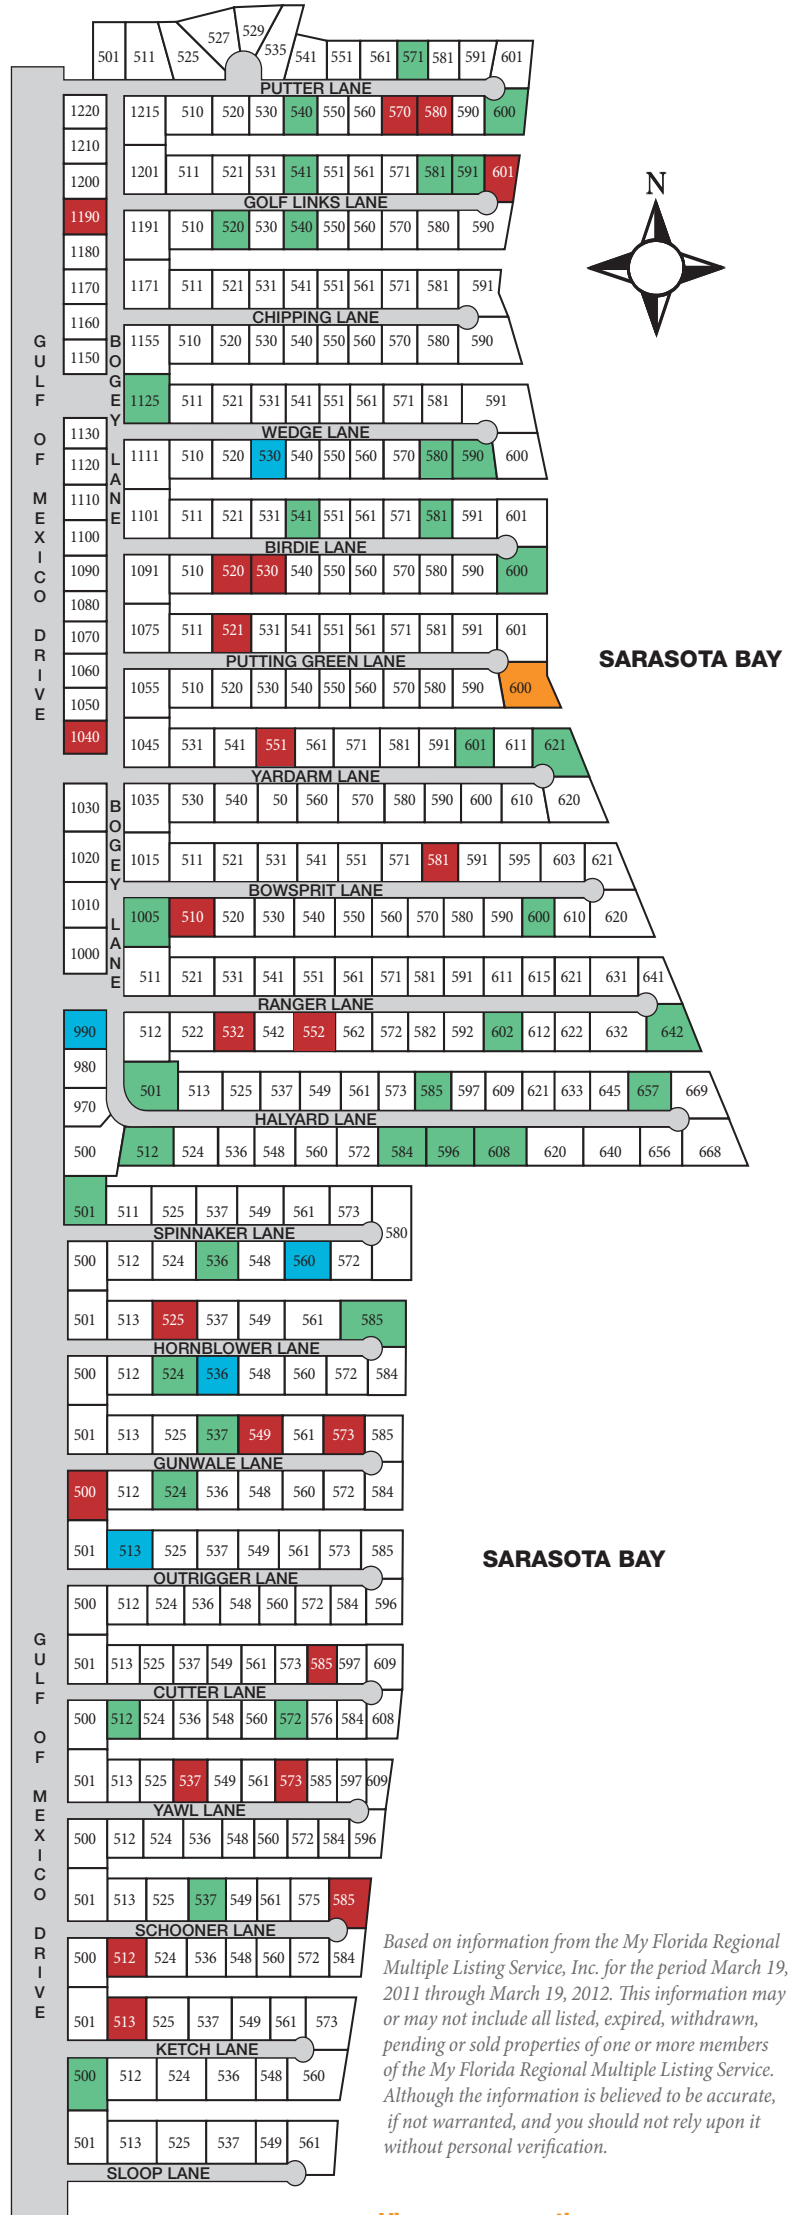 501 511 525 527 529 535 541 551 561 571 581 591 601
PUTTER LANE
1220 1215 510 520 530 540 550 560 570 580 590 600
1210
1200 1201 511 521 531 541 551 561 571 581 591 601
N
GOLF LINKS LANE
1190 1191 510 520 530 540 550 560 570 580 590
1180
1170 1171 511 521 531 541 551 561 571 581 591
CHIPPING LANE
1160
1150 1155 510 520 530 540 550 560 570 580 590
GULF OF MEXICO DRIVE
BOGEY LANE
1125 511 521 531 541 551 561 571 581 591
WEDGE LANE
1130
1120 1111 510 520 530 540 550 560 570 580 590 600
1110
1100 1101 511 521 531 541 551 561 571 581 591 601
BIRDIE LANE
1090 1091 510 520 530 540 550 560 570 580 590 600
1080
1070 1075 511 521 531 541 551 561 571 581 591 601
PUTTING GREEN LANE
SARASOTA BAY
1060
1050 1055 510 520 530 540 550 560 570 580 590 600
1040 1045 531 541 551 561 571 581 591 601 611 621
YARDARM LANE
1030 1035 530 540 50 560 570 580 590 600 610 620
BOGEY LANE
1020 1015 511 521 531 541 551 571 581 591 595 603 621
BOWSPRIT LANE
1010 1005 510 520 530 540 550 560 570 580 590 600 610 620
1000 511 521 531 541 551 561 571 581 591 611 615 621 631 641
RANGER LANE
990 512 522 532 542 552 562 572 582 592 602 612 622 632 642
980
970 501 513 525 537 549 561 573 585 597 609 621 633 645 657 669
HALYARD LANE
500 512 524 536 548 560 572 584 596 608 620 640 656 668
501 511 525 537 549 561 573 580
SPINNAKER LANE
500 512 524 536 548 560 572
501 513 525 537 549 561 585
HORNBLOWER LANE
500 512 524 536 548 560 572 584
501 513 525 537 549 561 573 585
GUNWALE LANE
500 512 524 536 548 560 572 584
501 513 525 537 549 561 573 585
SARASOTA BAY
OUTRIGGER LANE
500 512 524 536 548 560 572 584 596
GULF OF MEXICO DRIVE
501 513 525 537 549 561 573 585 597 609
CUTTER LANE
500 512 524 536 548 560 572 576 584 608
501 513 525 537 549 561 573 585 597 609
YAWL LANE
500 512 524 536 548 560 572 584 596
501 513 525 537 549 561 575 585
SCHOONER LANE
500 512 524 536 548 560 572 584
501 513 525 537 549 561 573
KETCH LANE
500 512 524 536 548 560
501 513 525 537 549 561
SLOOP LANE
Based on information from the My Florida Regional
Multiple Listing Service, Inc. for the period March 19,
2011 through March 19, 2012. This information may
or may not include all listed, expired, withdrawn,
pending or sold properties of one or more members
of the My Florida Regional Multiple Listing Service.
Although the information is believed to be accurate,
if not warranted, and you should not rely upon it
without personal verification.